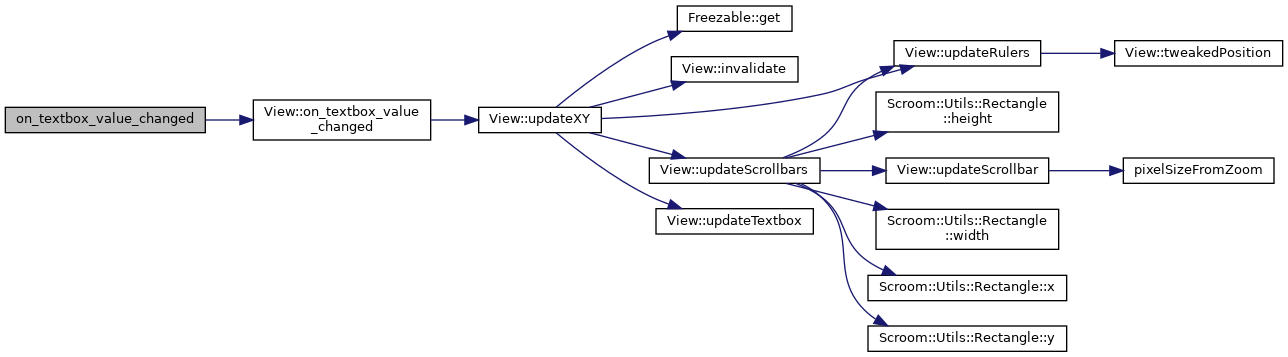 on_textbox_value_changed
View::on_textbox_value
_changed
View::updateXY
Freezable::get
View::invalidate
View::updateScrollbars
View::updateTextbox
View::updateRulers
Scroom::Utils::Rectangle
::height
View::updateScrollbar
Scroom::Utils::Rectangle
::width
Scroom::Utils::Rectangle::x
Scroom::Utils::Rectangle::y
View::tweakedPosition
pixelSizeFromZoom